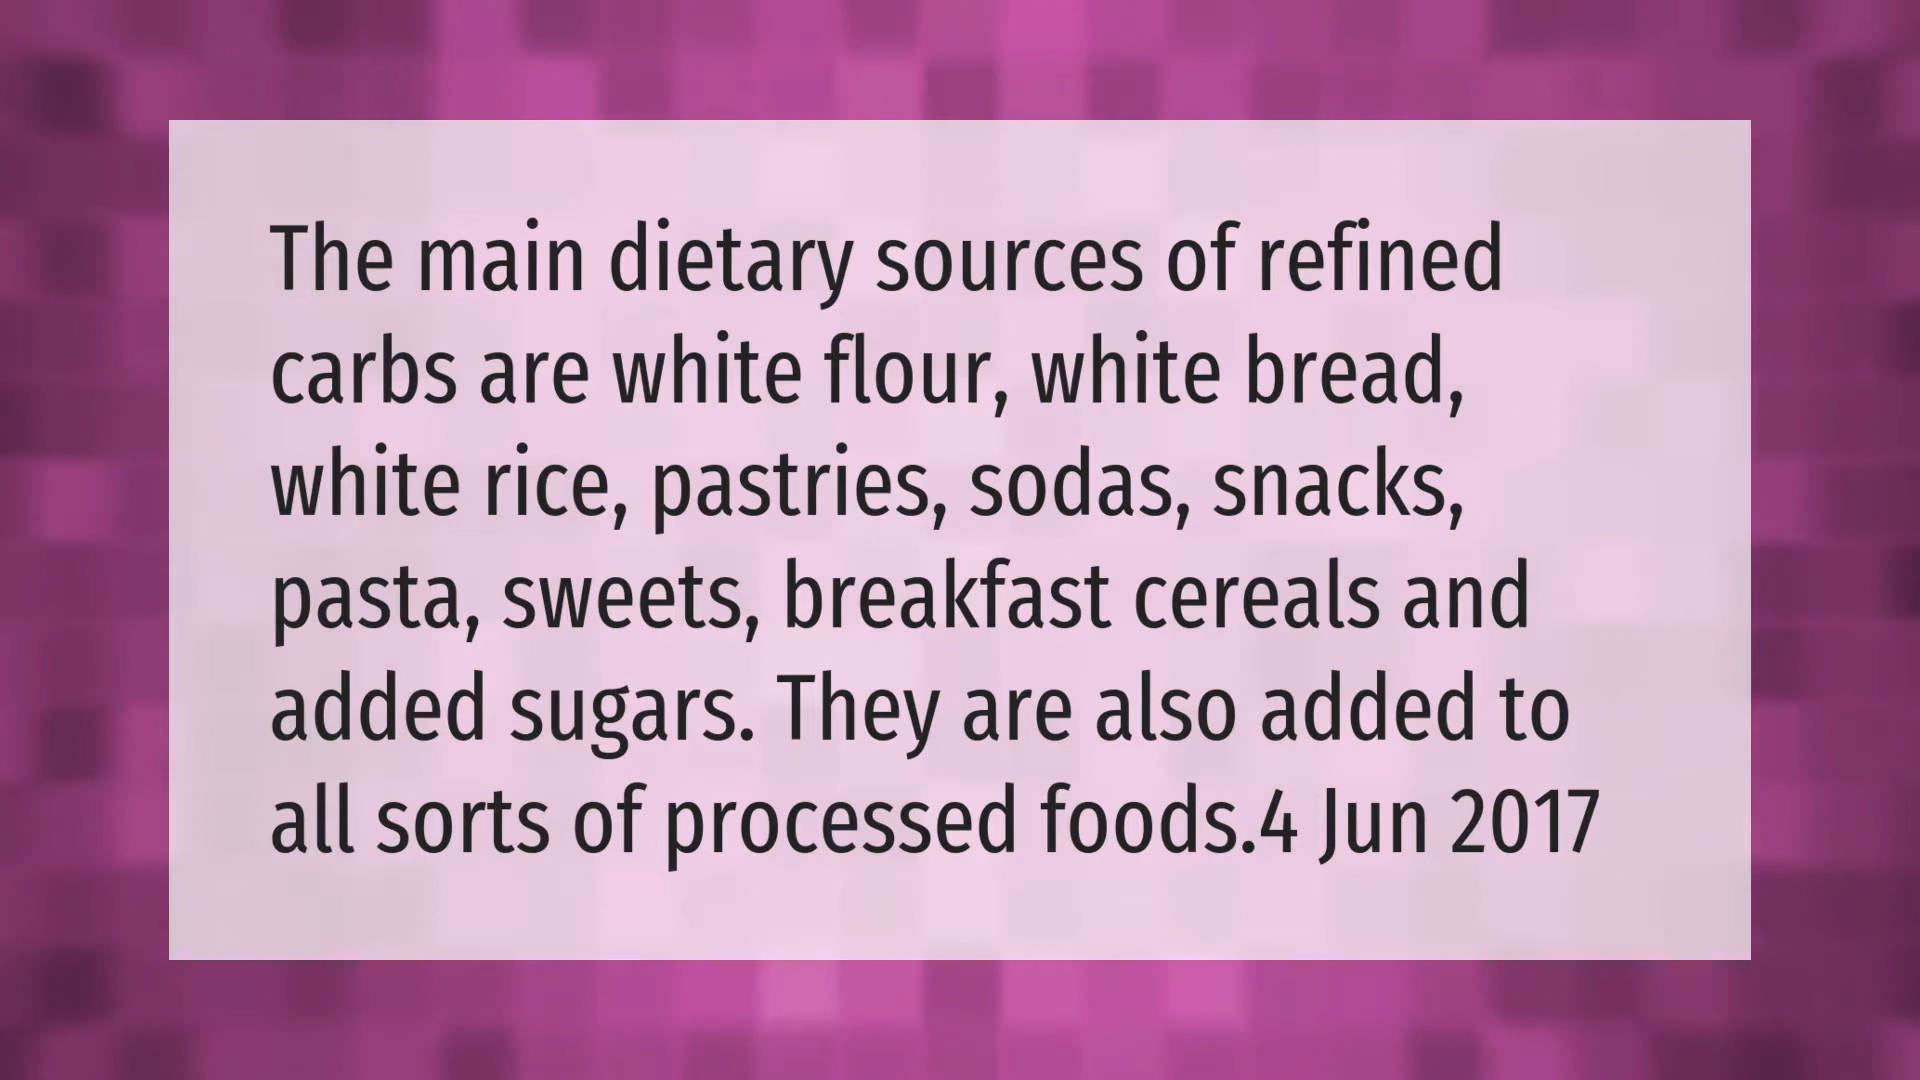 The main dietary sources of refined
carbs are white flour, white bread,
white rice, pastries, sodas, snacks,
pasta, sweets, breakfast cereals and
added sugars. They are also added to
all sorts of processed foods.4 Jun 2017